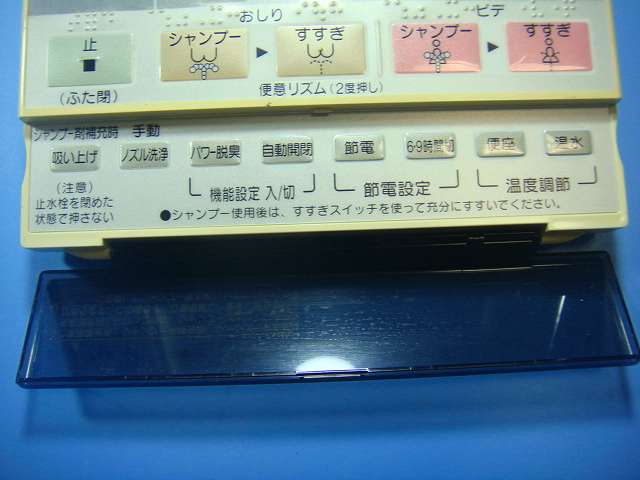 おしり ビデ
止 シャンプー すすぎ シャンプー すすぎ
(ふた閉) 便意リズム(2度押し)
シャンプー剤補充時 手動
吸い上げ ノズル洗浄 パワー脱臭 自動開閉 節電 6・9時間切 便座 温水
(注意) 機能設定 入/切 節電設定 温度調節
止水栓を閉めた
状態で押さない ●シャンプー使用後は、すすぎスイッチを使って充分にすすいでください。